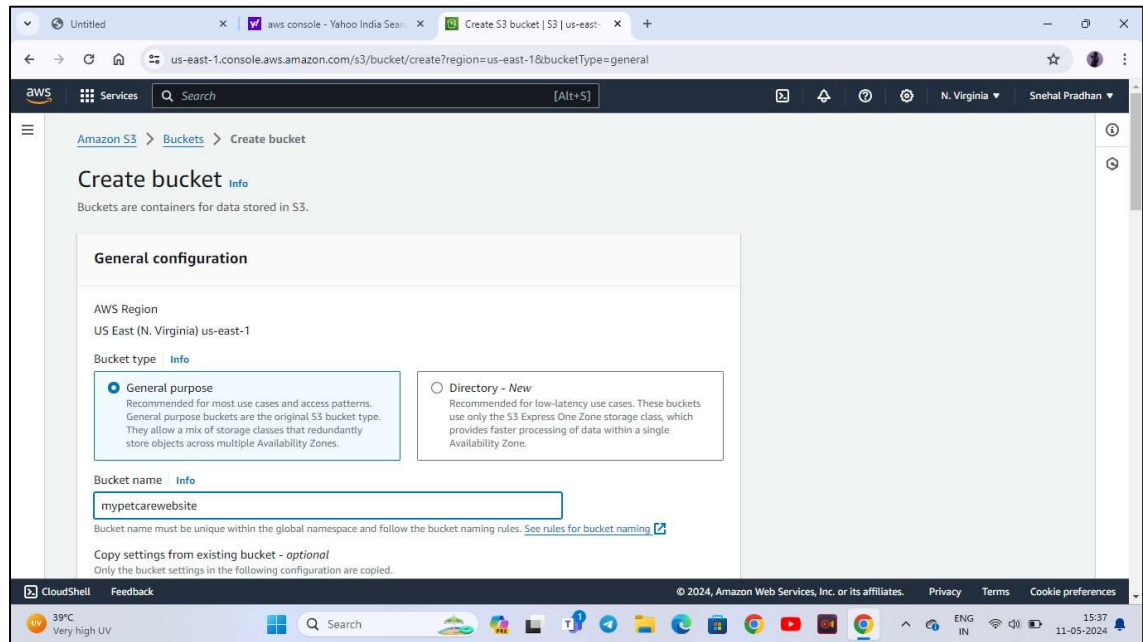 Untitled
aws console - Yahoo India Sear
Create S3 bucket | S3 | us-east-
us-east-1.console.aws.amazon.com/s3/bucket/create?region=us-east-1&bucketType=general
aws
Services
Search
[Alt+S]
N. Virginia
Snehal Pradhan
Amazon S3 > Buckets > Create bucket
Create bucket Info
Buckets are containers for data stored in S3.
General configuration
AWS Region
US East (N. Virginia) us-east-1
Bucket type Info
General purpose
Recommended for most use cases and access patterns.
General purpose buckets are the original S3 bucket type.
They allow a mix of storage classes that redundantly
store objects across multiple Availability Zones.
Directory - New
Recommended for low-latency use cases. These buckets
use only the S3 Express One Zone storage class, which
provides faster processing of data within a single
Availability Zone.
Bucket name Info
mypetcarewebsite
Bucket name must be unique within the global namespace and follow the bucket naming rules. See rules for bucket naming
Copy settings from existing bucket - optional
Only the bucket settings in the following configuration are copied.
CloudShell Feedback
© 2024, Amazon Web Services, Inc. or its affiliates. Privacy Terms Cookie preferences
UV
39°C
Very high UV
Search
PRE
ENG
IN
15:37
11-05-2024